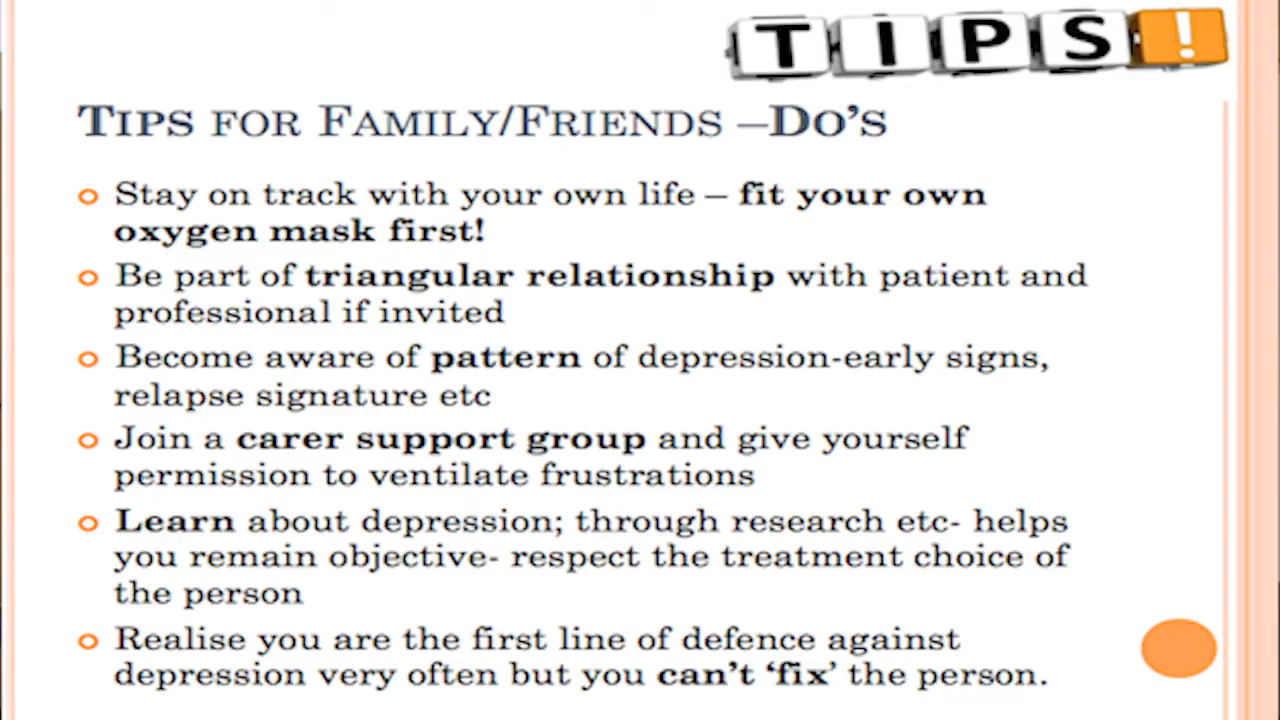 TIPS!
TIPS FOR FAMILY/FRIENDS –DO'S
Stay on track with your own life – fit your own
oxygen mask first!
Be part of triangular relationship with patient and
professional if invited
Become aware of pattern of depression-early signs,
relapse signature etc
Join a carer support group and give yourself
permission to ventilate frustrations
Learn about depression; through research etc- helps
you remain objective- respect the treatment choice of
the person
Realise you are the first line of defence against
depression very often but you can't 'fix' the person.